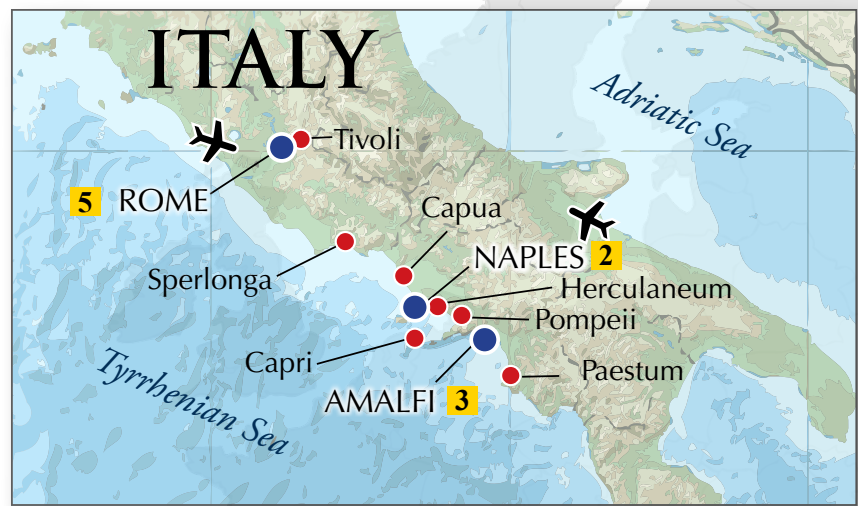 ITALY
Adriatic Sea
Tivoli
5 ROME
Capua
NAPLES 2
Sperlonga
Herculaneum
Pompeii
Capri
Paestum
AMALFI 3
Tyrrhenian Sea